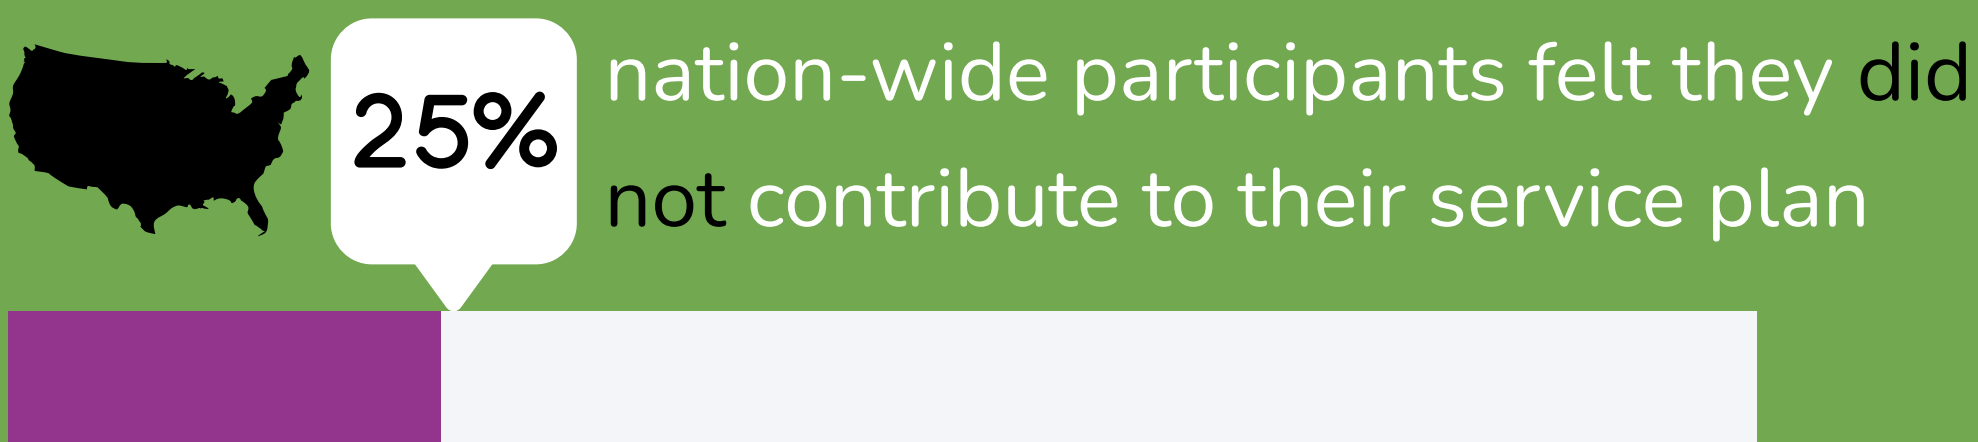 25%
nation-wide participants felt they did
not contribute to their service plan